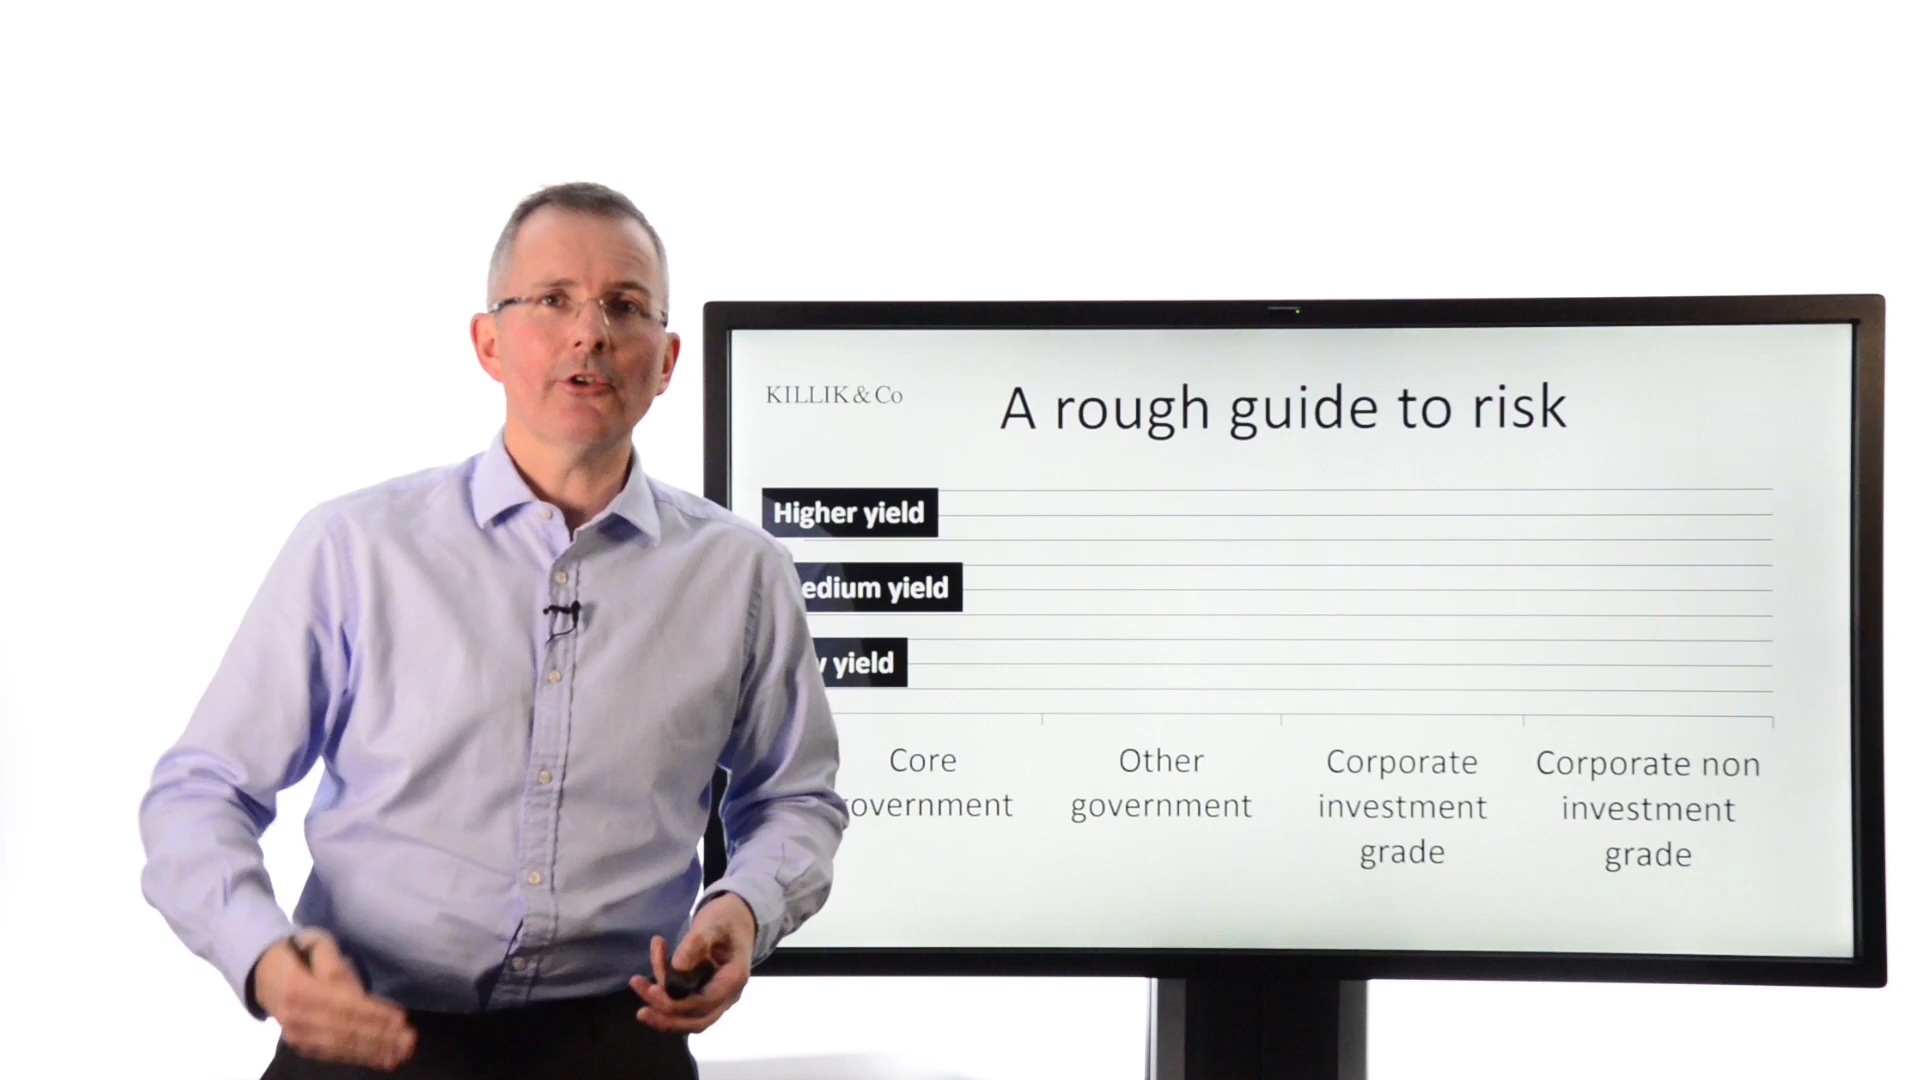 KILLIK & Co
A rough guide to risk
Higher yield
edium yield
yield
Core
overnment
Other
government
Corporate
investment
grade
Corporate non
investment
grade